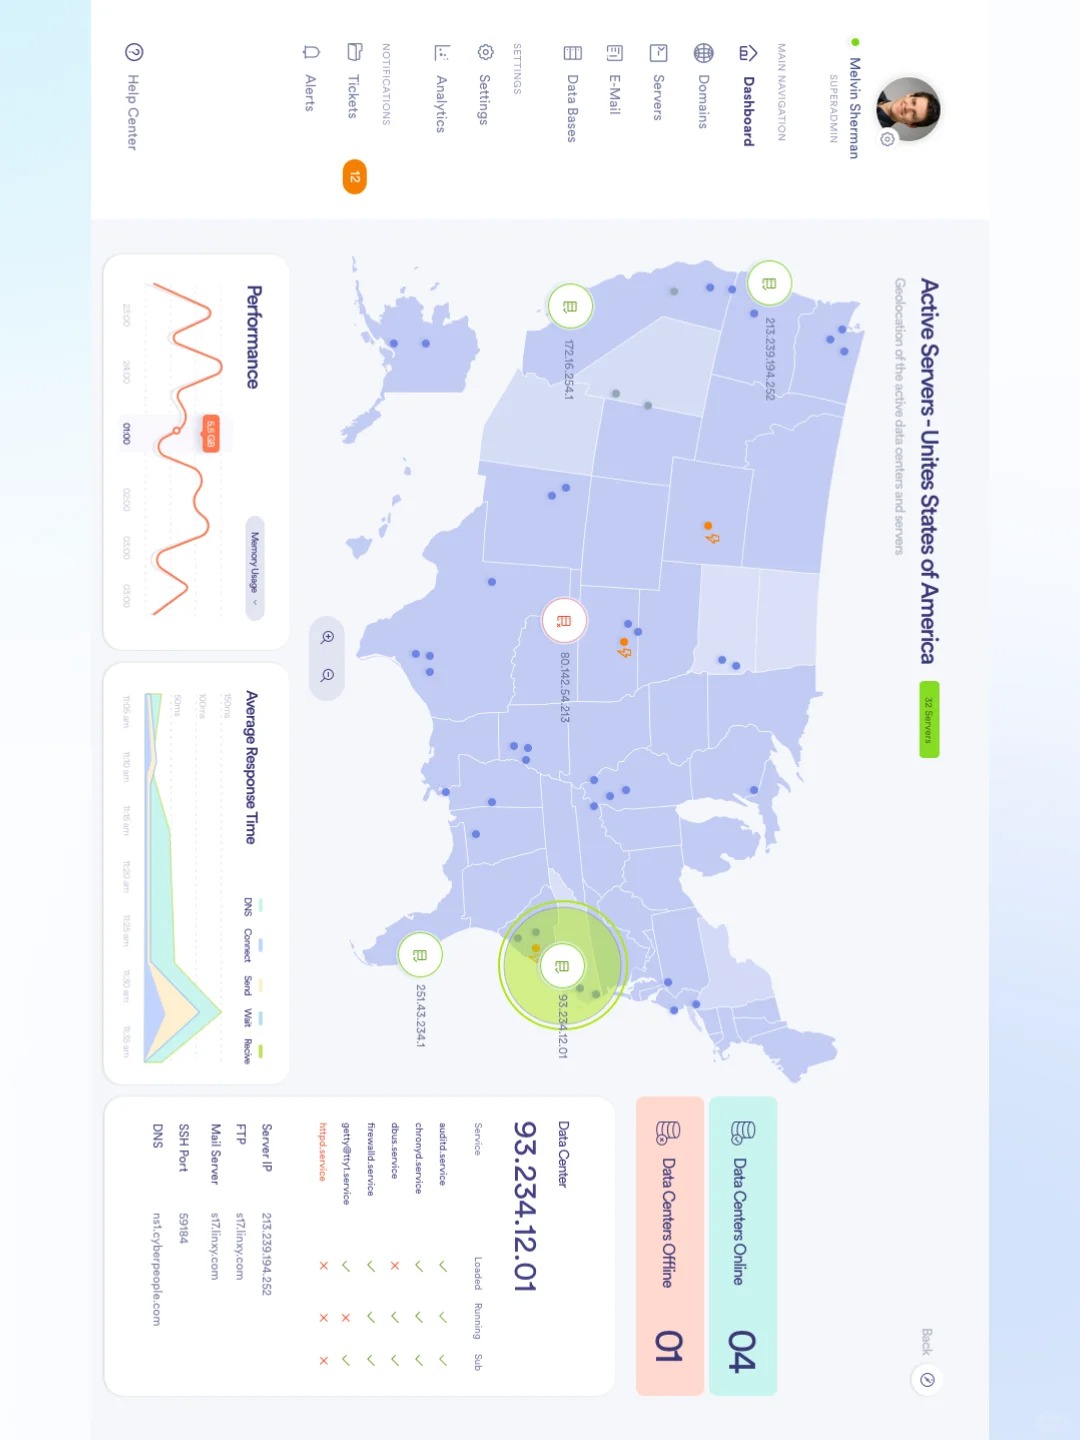 Melvin Sherman
SUPERADMIN
MAIN NAVIGATION
Dashboard
Domains
Servers
E-Mail
Data Bases
SETTINGS
Settings
Analytics
NOTIFICATIONS
Tickets 12
Alerts
Help Center
Active Servers - Unites States of America 32 Servers
Geolocation of the active data centers and servers
Back
213.239.194.252
172.16.254.1
80.142.54.213
93.234.12.01
251.43.234.1
Data Centers Online 04
Data Centers Offline 01
Data Center
93.234.12.01
Service Loaded Running Sub
auditd.service
chronyd.service
dbus.service
firewalld.service
getty@tty1.service
httpd.service
Server IP 213.239.194.252
FTP s17.linxy.com
Mail Server s17.linxy.com
SSH Port 59184
DNS ns1.cyberpeople.com
Performance Memory Usage
5,5 GB
23:00 24:00 01:00 02:00 03:00 03:00
Average Response Time DNS Connect Send Wait Recive
150ms
100ms
50ms
11:05 am 11:10 am 11:15 am 11:20 am 11:25 am 11:30 am 11:35 am